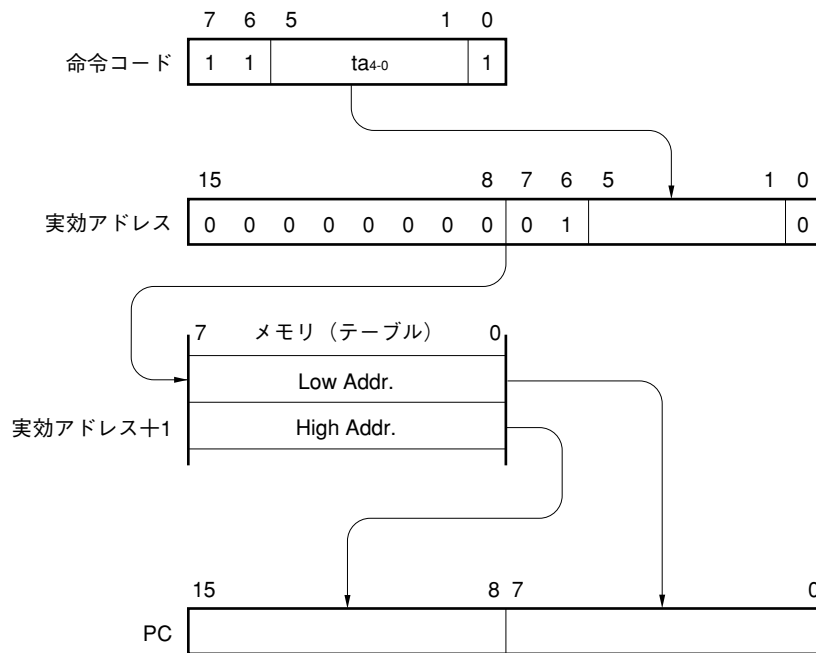 7 6 5 1 0
命令コード 1 1 ta4-0 1
15 8 7 6 5 1 0
実効アドレス 0 0 0 0 0 0 0 0 0 1 0
7 メモリ（テーブル） 0
Low Addr.
実効アドレス＋1 High Addr.
15 8 7 0
PC